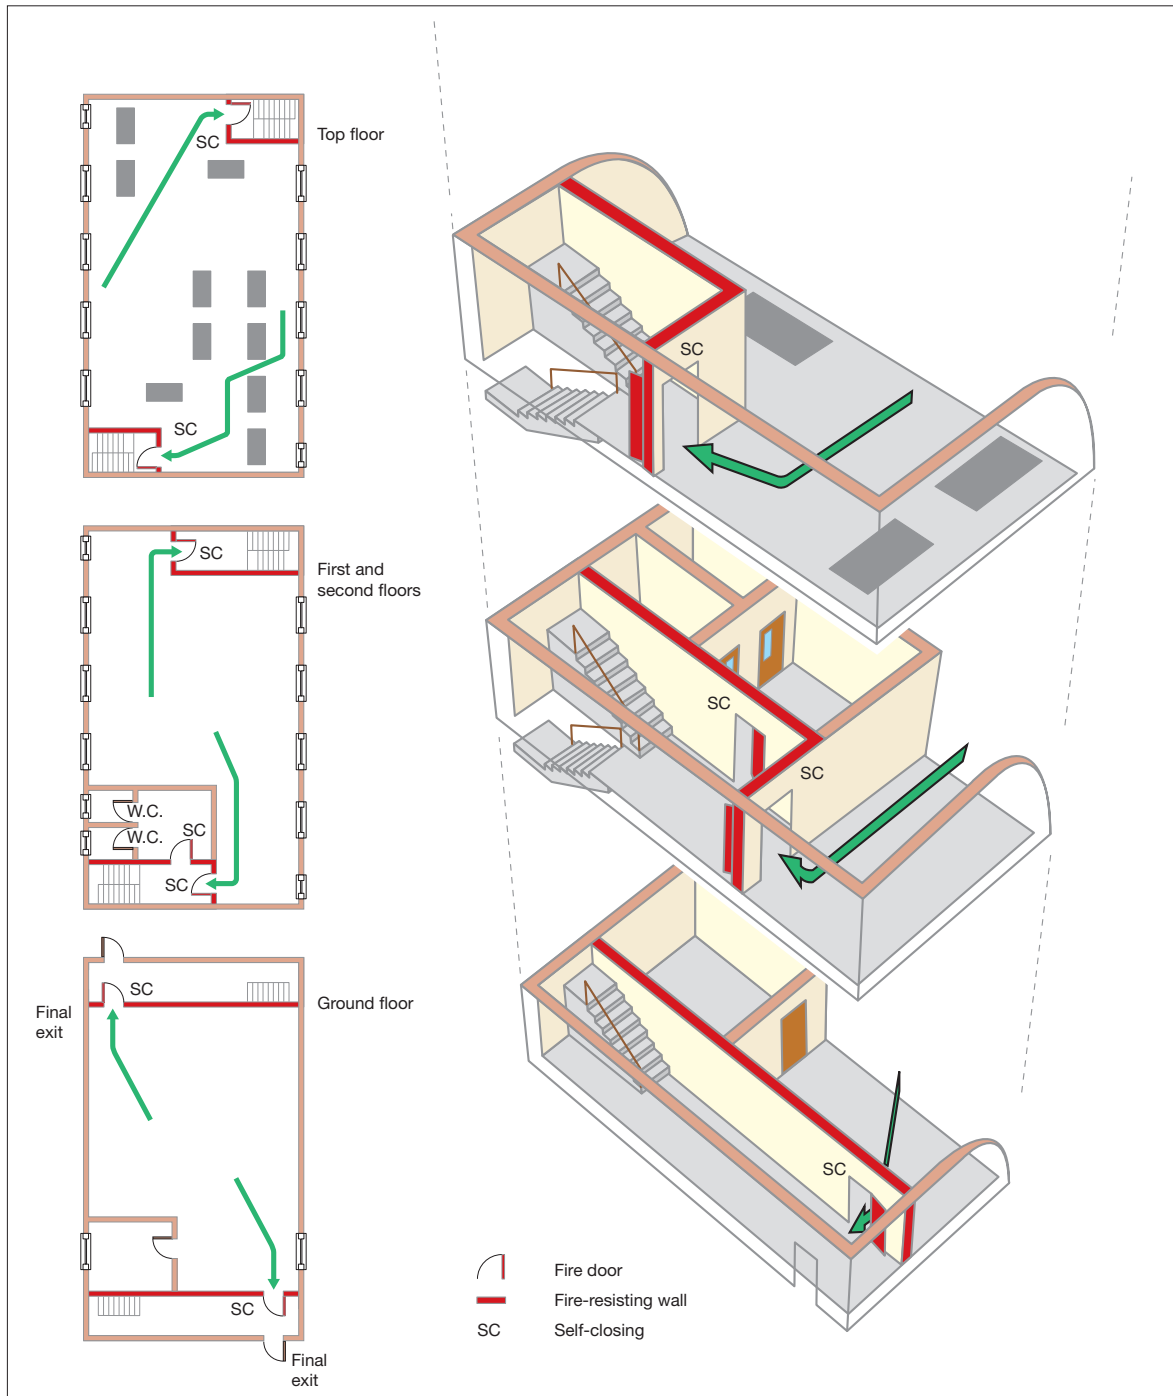 SC
Top floor
SC
SC
First and
second floors
W.C.
W.C.
SC
SC
SC
Final
exit
Ground floor
SC
Final
exit
SC
SC
SC
SC
Fire door
Fire-resisting wall
SC
Self-closing